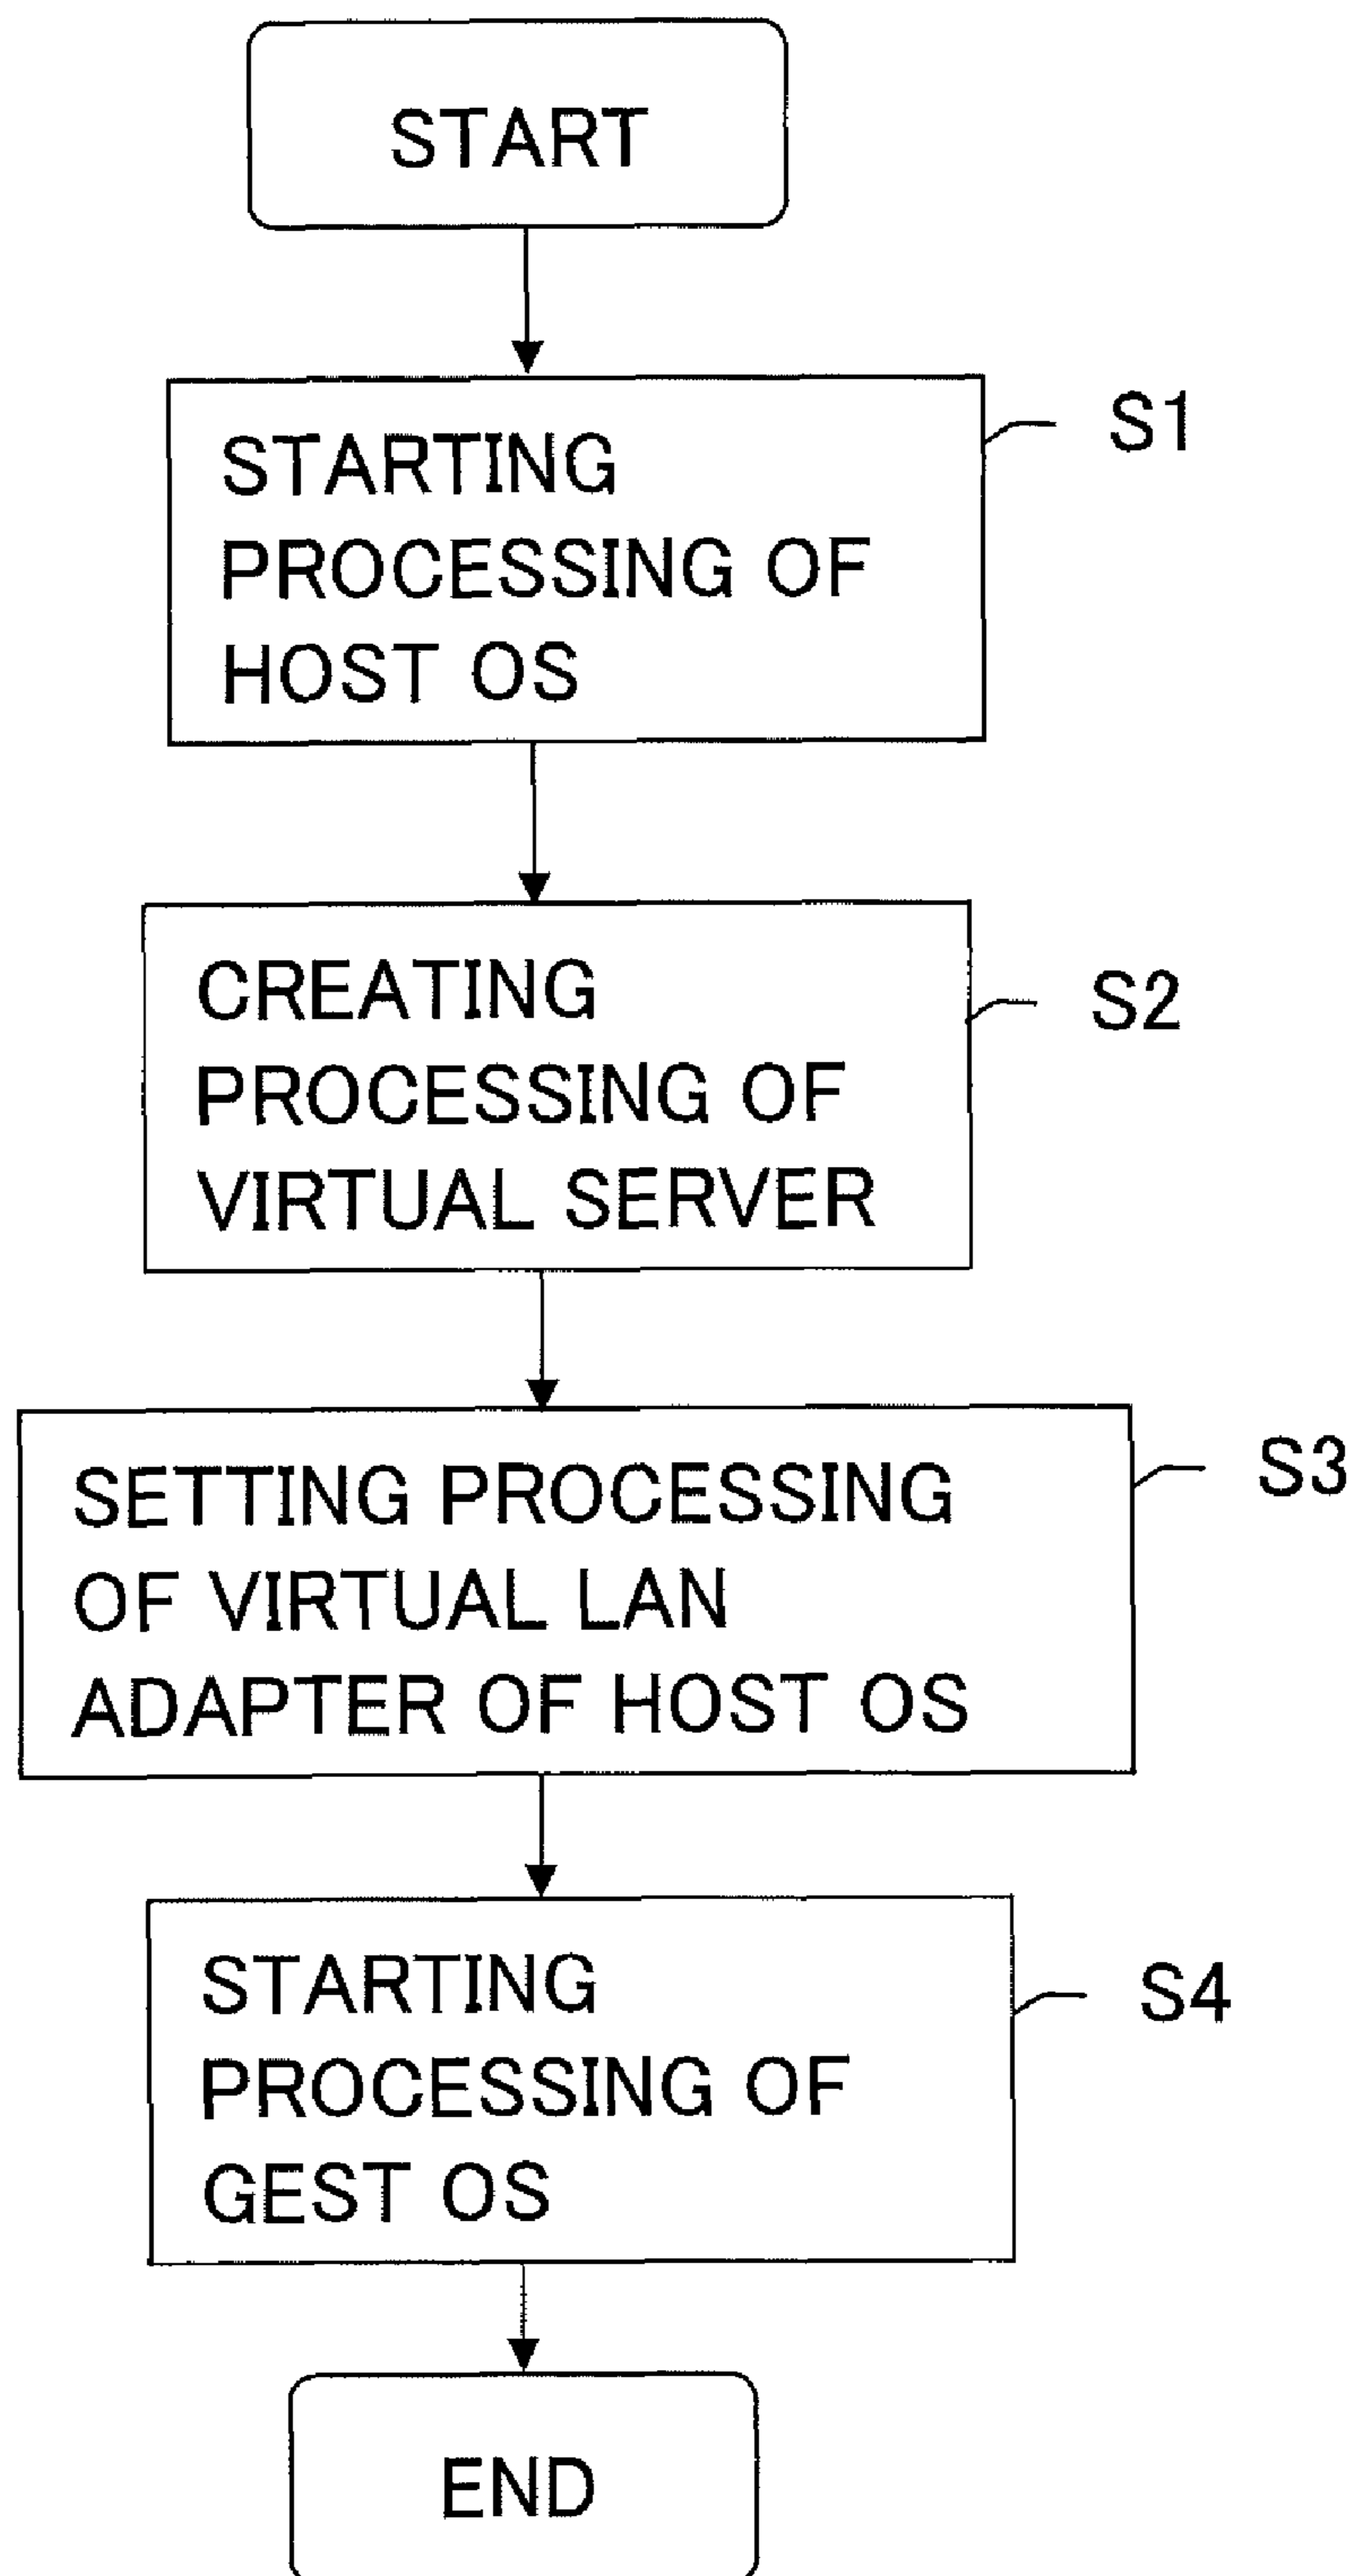 START
STARTING
PROCESSING OF
HOST OS
S1
CREATING
PROCESSING OF
VIRTUAL SERVER
S2
SETTING PROCESSING
OF VIRTUAL LAN
ADAPTER OF HOST OS
S3
STARTING
PROCESSING OF
GEST OS
S4
END